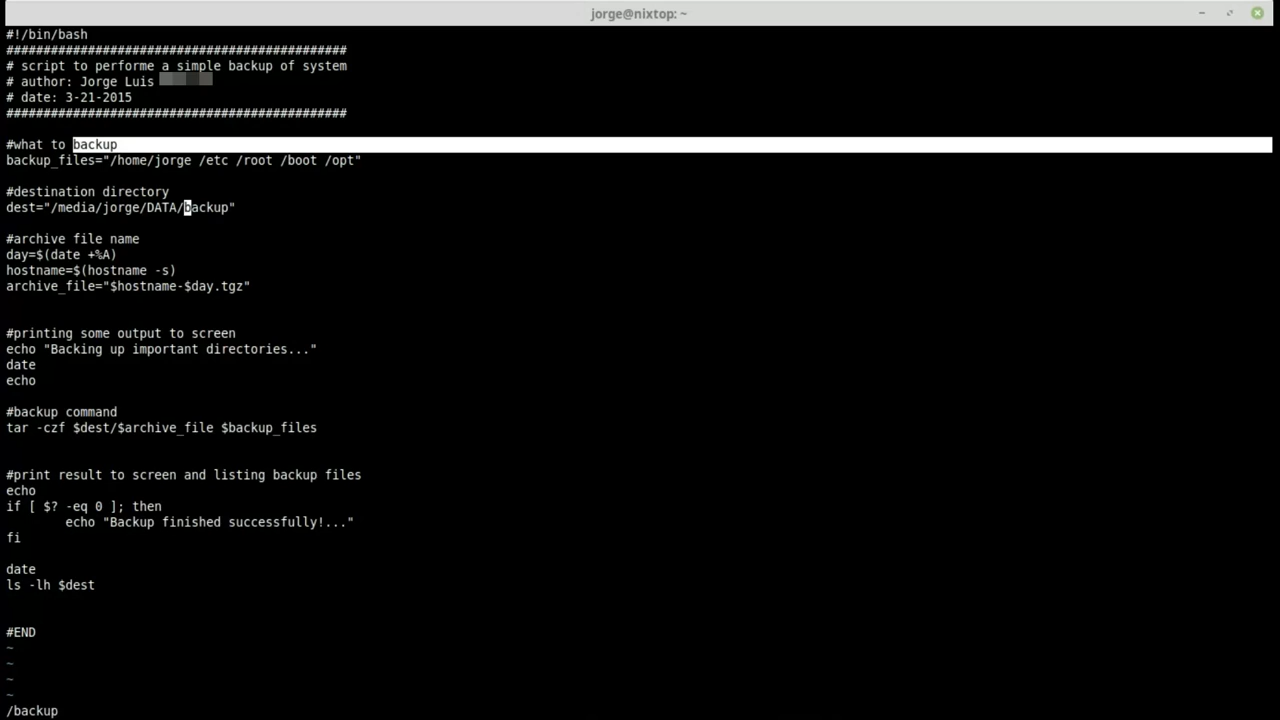 jorge@nixtop: ~
#!/bin/bash
##############################################
# script to performe a simple backup of system
# author: Jorge Luis
# date: 3-21-2015
##############################################
#what to backup
backup_files="/home/jorge /etc /root /boot /opt"
#destination directory
dest="/media/jorge/DATA/backup"
#archive file name
day=$(date +%A)
hostname=$(hostname -s)
archive_file="$hostname-$day.tgz"
#printing some output to screen
echo "Backing up important directories..."
date
echo
#backup command
tar -czf $dest/$archive_file $backup_files
#print result to screen and listing backup files
echo
if [ $? -eq 0 ]; then
        echo "Backup finished successfully!..."
fi
date
ls -lh $dest
#END
~
~
~
~
/backup